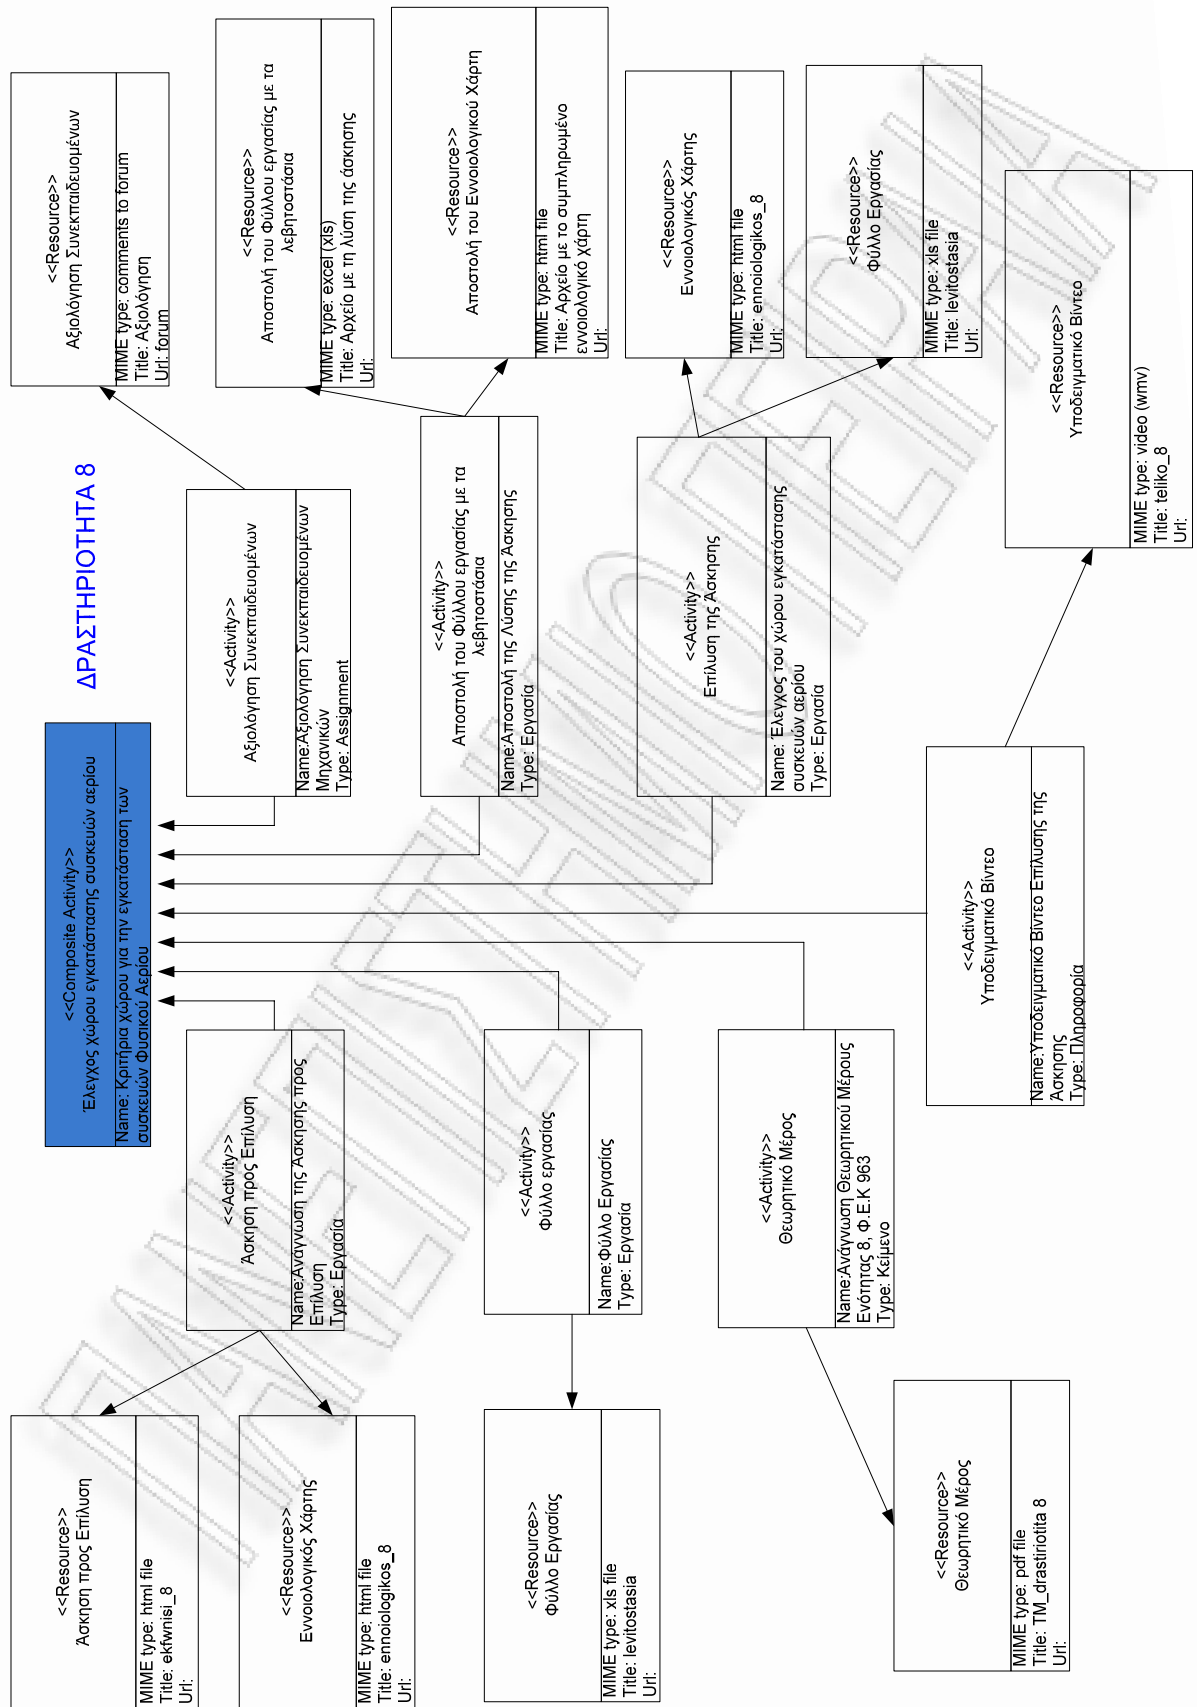 ΔΡΑΣΤΗΡΙΟΤΗΤΑ 8
<<Resource>>
Άσκηση προς Επίλυση
MIME type: html file
Title: ekfwnisi_8
Url:
<<Composite Activity>>
Έλεγχος χώρου εγκατάστασης συσκευών αερίου
Name: Κριτήρια χώρου για την εγκατάσταση των
συσκευών Φυσικού Αερίου
<<Resource>>
Αξιολόγηση Συνεκπαιδευομένων
MIME type: comments to forum
Title: Αξιολόγηση
Url: forum
<<Activity>>
Άσκηση προς Επίλυση
Name:Ανάγνωση της Άσκησης προς
Επίλυση
Type: Εργασία
<<Activity>>
Αξιολόγηση Συνεκπαιδευομένων
Name:Αξιολόγηση Συνεκπαιδευομένων
Μηχανικών
Type: Assignment
<<Resource>>
Αποστολή του Φύλλου εργασίας με τα
λεβητοστάσια
MIME type: excel (xls)
Title: Αρχείο με τη λύση της άσκησης
Url:
<<Resource>>
Εννοιολογικός Χάρτης
MIME type: html file
Title: ennoiologikos_8
Url:
<<Activity>>
Αποστολή του Φύλλου εργασίας με τα
λεβητοστάσια
Name:Αποστολή της Λύσης της Άσκησης
Type: Εργασία
<<Resource>>
Αποστολή του Εννοιολογικού Χάρτη
MIME type: html file
Title: Αρχείο με το συμπληρωμένο
εννοιολογικό χάρτη
Url:
<<Resource>>
Φύλλο Εργασίας
MIME type: xls file
Title: levitostasia
Url:
<<Activity>>
Φύλλο εργασίας
Name:Φύλλο Εργασίας
Type: Εργασία
<<Activity>>
Επίλυση της Άσκησης
Name: Έλεγχος του χώρου εγκατάστασης
συσκευών αερίου
Type: Εργασία
<<Resource>>
Εννοιολογικός Χάρτης
MIME type: html file
Title: ennoiologikos_8
Url:
<<Activity>>
Θεωρητικό Μέρος
Name:Ανάγνωση Θεωρητικού Μέρους
Ενότητας 8, Φ.Ε.Κ 963
Type: Κείμενο
<<Resource>>
Φύλλο Εργασίας
MIME type: xls file
Title: levitostasia
Url:
<<Resource>>
Θεωρητικό Μέρος
MIME type: pdf file
Title: TM_drastiriotita 8
Url:
<<Activity>>
Υποδειγματικό Βίντεο
Name:Υποδειγματικό Βίντεο Επίλυσης της
Άσκησης
Type: Πληροφορία
<<Resource>>
Υποδειγματικό Βίντεο
MIME type: video (wmv)
Title: teliko_8
Url:
ΠΑΝΕΠΙΣΤΗΜΙΟ ΠΕΙΡΑΙΑ